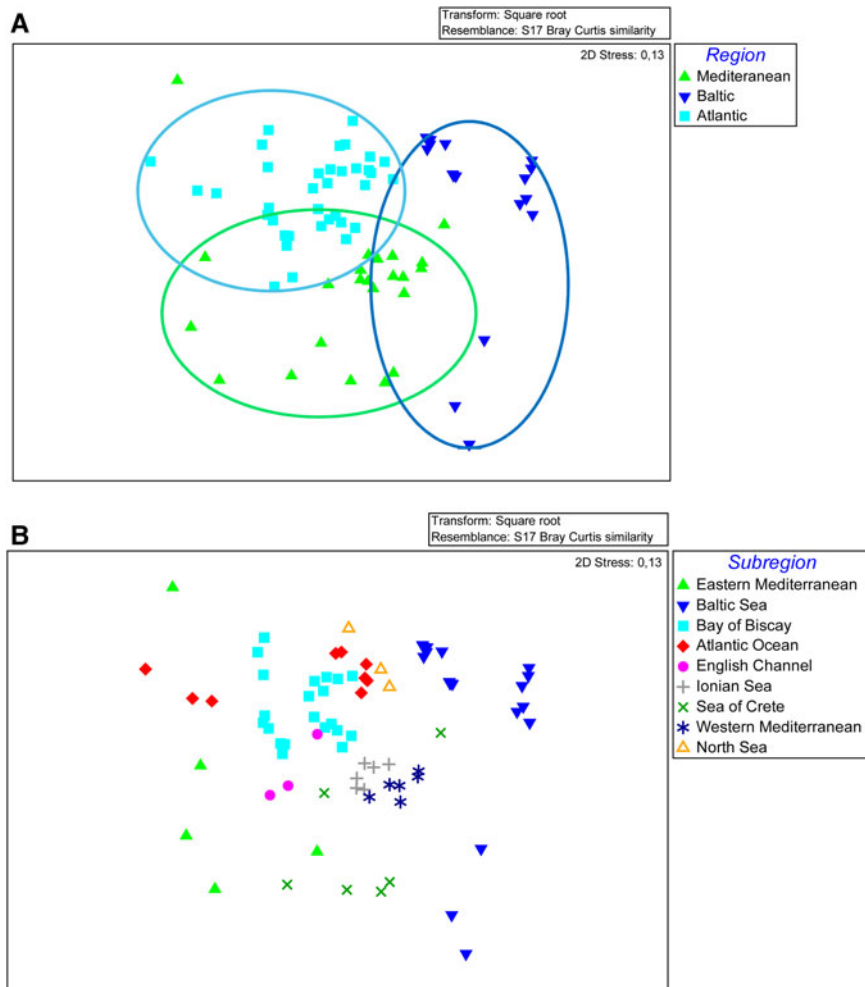 A
Transform: Square root
Resemblance: S17 Bray Curtis similarity
2D Stress: 0,13
Region
Mediteranean
Baltic
Atlantic
B
Transform: Square root
Resemblance: S17 Bray Curtis similarity
2D Stress: 0,13
Subregion
Eastern Mediterranean
Baltic Sea
Bay of Biscay
Atlantic Ocean
English Channel
Ionian Sea
Sea of Crete
Western Mediterranean
North Sea